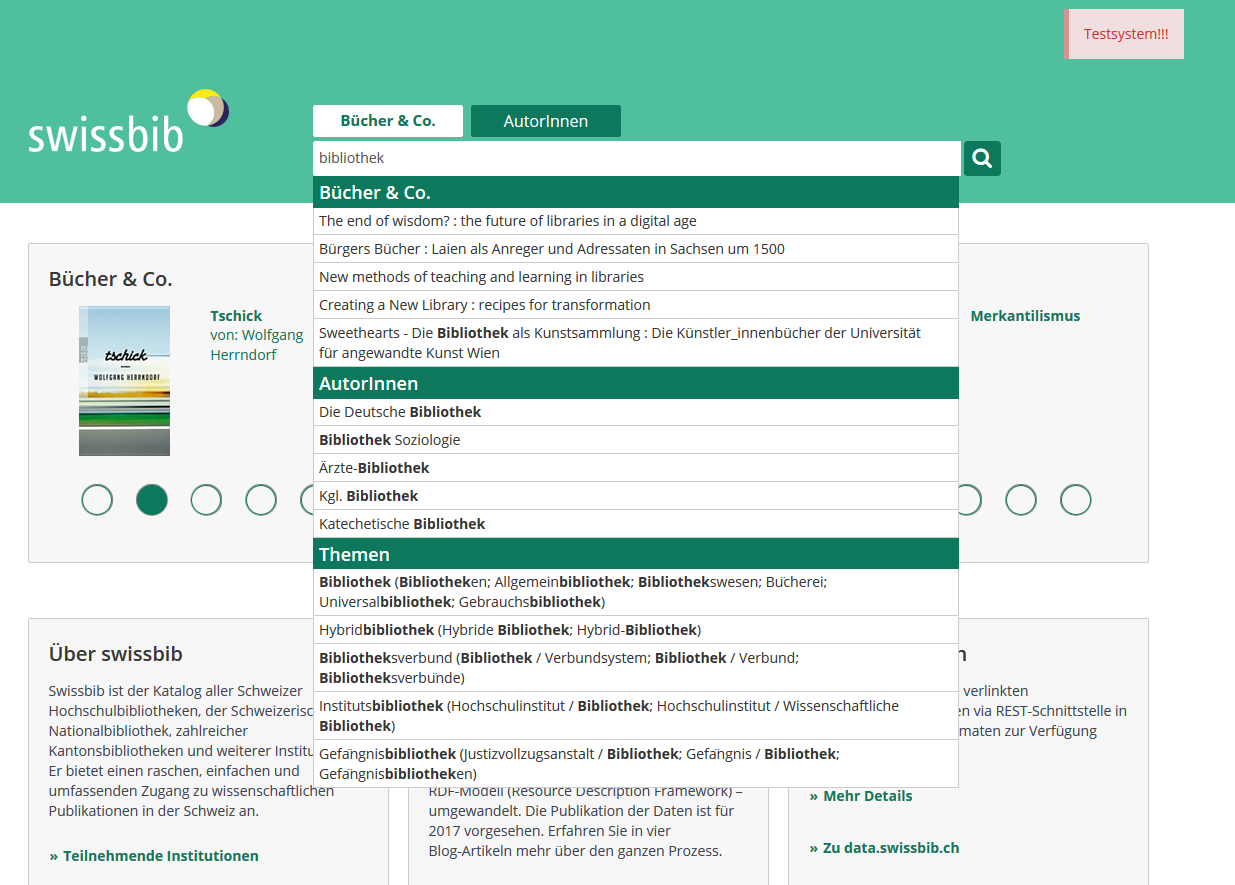 Testsystem!!!
swissbib
Bücher & Co.
AutorInnen
bibliothek
Bücher & Co.
The end of wisdom? : the future of libraries in a digital age
Bürgers Bücher : Laien als Anreger und Adressaten in Sachsen um 1500
New methods of teaching and learning in libraries
Creating a New Library : recipes for transformation
Sweethearts - Die Bibliothek als Kunstsammlung : Die Künstler_innenbücher der Universität
für angewandte Kunst Wien
AutorInnen
Die Deutsche Bibliothek
Bibliothek Soziologie
Ärzte-Bibliothek
Kgl. Bibliothek
Katechetische Bibliothek
Themen
Bibliothek (Bibliotheken; Allgemeinbibliothek; Bibliothekswesen; Bücherei;
Universalbibliothek; Gebrauchsbibliothek)
Hybridbibliothek (Hybride Bibliothek; Hybrid-Bibliothek)
Bibliotheksverbund (Bibliothek / Verbundsystem; Bibliothek / Verbund;
Bibliotheksverbünde)
Institutsbibliothek (Hochschulinstitut / Bibliothek; Hochschulinstitut / Wissenschaftliche
Bibliothek)
Gefängnisbibliothek (Justizvollzugsanstalt / Bibliothek; Gefängnis / Bibliothek;
Gefängnisbibliotheken)
Bücher & Co.
tschick
WOLFGANG HERRNDORF
Tschick
von: Wolfgang
Herrndorf
Merkantilismus
Über swissbib
Swissbib ist der Katalog aller Schweizer
Hochschulbibliotheken, der Schweizerisc
Nationalbibliothek, zahlreicher
Kantonsbibliotheken und weiterer Institu
Er bietet einen raschen, einfachen und
umfassenden Zugang zu wissenschaftlichen
Publikationen in der Schweiz an.
» Teilnehmende Institutionen
RDF-Modell (Resource Description Framework) –
umgewandelt. Die Publikation der Daten ist für
2017 vorgesehen. Erfahren Sie in vier
Blog-Artikeln mehr über den ganzen Prozess.
n
verlinkten
en via REST-Schnittstelle in
maten zur Verfügung
» Mehr Details
» Zu data.swissbib.ch